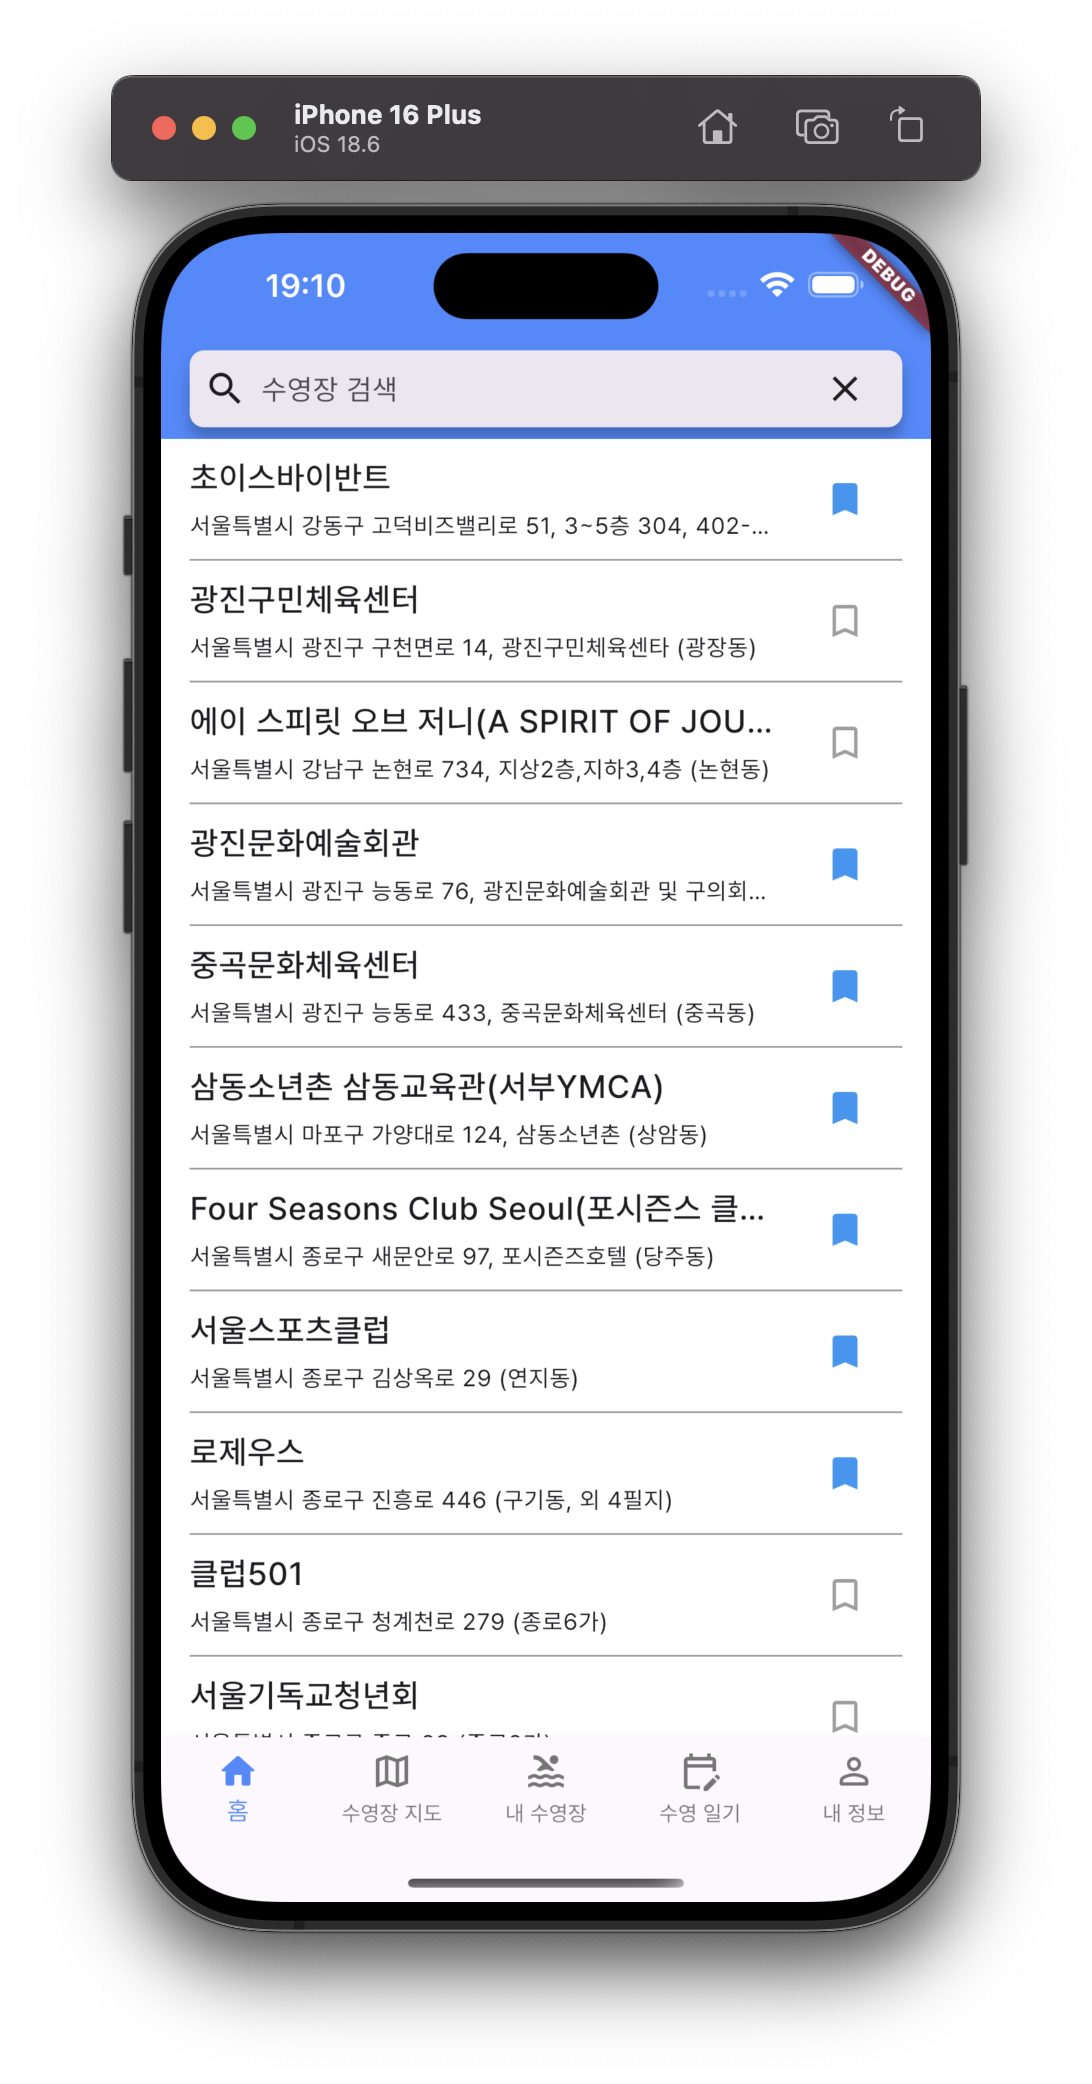 iPhone 16 Plus
iOS 18.6
19:10
DEBUG
수영장 검색
초이스바이반트
서울특별시 강동구 고덕비즈밸리로 51, 3~5층 304, 402-...
광진구민체육센터
서울특별시 광진구 구천면로 14, 광진구민체육센타 (광장동)
에이 스피릿 오브 저니(A SPIRIT OF JOU...
서울특별시 강남구 논현로 734, 지상2층,지하3,4층 (논현동)
광진문화예술회관
서울특별시 광진구 능동로 76, 광진문화예술회관 및 구의회...
중곡문화체육센터
서울특별시 광진구 능동로 433, 중곡문화체육센터 (중곡동)
삼동소년촌 삼동교육관(서부YMCA)
서울특별시 마포구 가양대로 124, 삼동소년촌 (상암동)
Four Seasons Club Seoul(포시즌스 클...
서울특별시 종로구 새문안로 97, 포시즌즈호텔 (당주동)
서울스포츠클럽
서울특별시 종로구 김상옥로 29 (연지동)
로제우스
서울특별시 종로구 진흥로 446 (구기동, 외 4필지)
클럽501
서울특별시 종로구 청계천로 279 (종로6가)
서울기독교청년회
홈
수영장 지도
내 수영장
수영 일기
내 정보